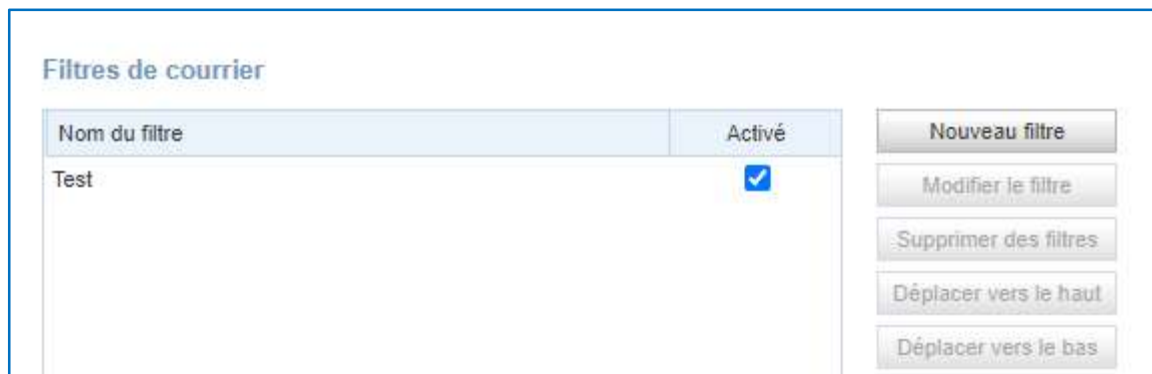 Filtres de courrier
Nom du filtre Activé Nouveau filtre
Test
Modifier le filtre
Supprimer des filtres
Déplacer vers le haut
Déplacer vers le bas